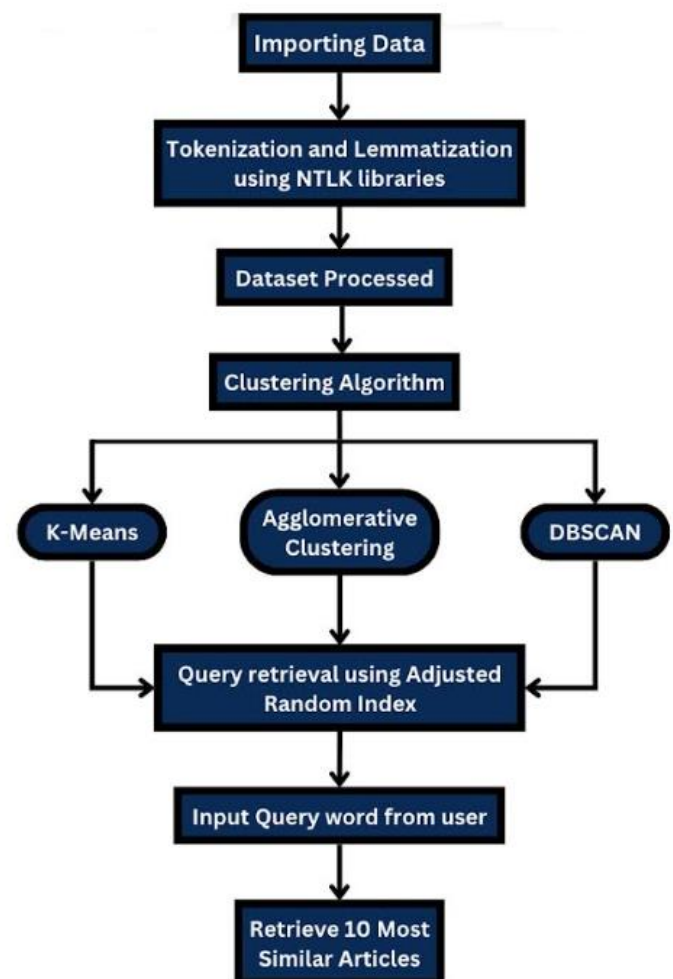 Importing Data
Tokenization and Lemmatization
using NTLK libraries
Dataset Processed
Clustering Algorithm
K-Means
Agglomerative
Clustering
DBSCAN
Query retrieval using Adjusted
Random Index
Input Query word from user
Retrieve 10 Most
Similar Articles